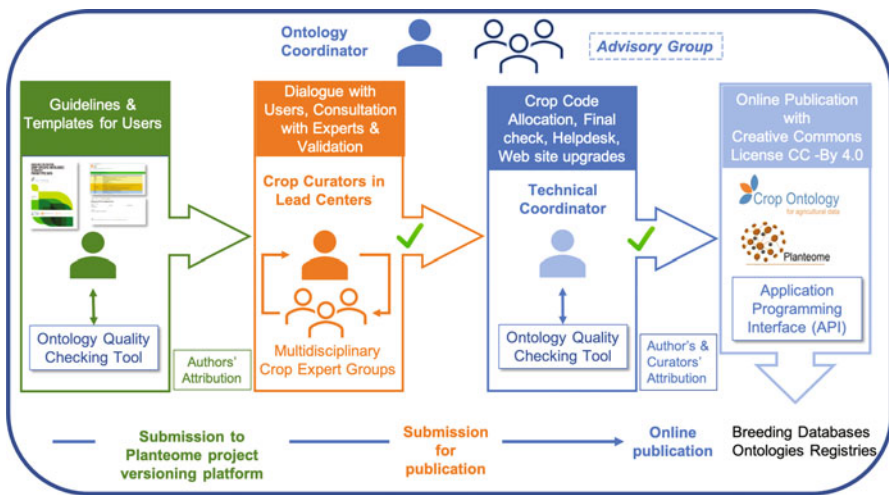 Ontology
Coordinator
Advisory Group
Guidelines &
Templates for Users
Ontology Quality
Checking Tool
Authors'
Attribution
Dialogue with
Users, Consultation
with Experts &
Validation
Crop Curators in
Lead Centers
Multidisciplinary
Crop Expert Groups
Crop Code
Allocation, Final
check, Helpdesk,
Web site upgrades
Technical
Coordinator
Ontology Quality
Checking Tool
Author's &
Curators'
Attribution
Online Publication
with
Creative Commons
License CC -By 4.0
Crop Ontology
for agricultural data
Planteome
Application
Programming
Interface (API)
Submission to
Planteome project
versioning platform
Submission
for
publication
Online
publication
Breeding Databases
Ontologies Registries